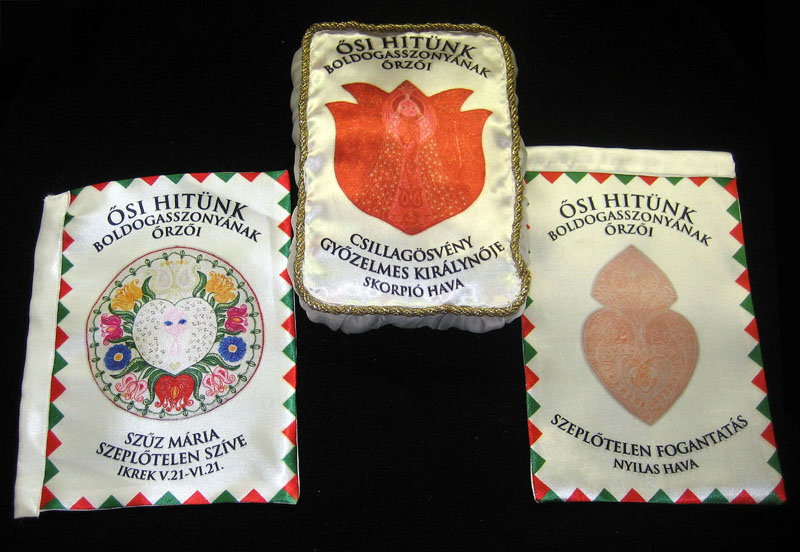 ŐSI HITÜNK
BOLDOGASSZONYÁNAK
ŐRZŐI
SZŰZ MÁRIA
SZEPLŐTELEN SZÍVE
IKREK V.21-VI.21.
ŐSI HITÜNK
BOLDOGASSZONYÁNAK
ŐRZŐI
CSILLAGÖSVÉNY
GYŐZELMES KIRÁLYNŐJE
SKORPIÓ HAVA
ŐSI HITÜNK
BOLDOGASSZONYÁNAK
ŐRZŐI
SZEPLŐTELEN FOGANTATÁS
NYILAS HAVA